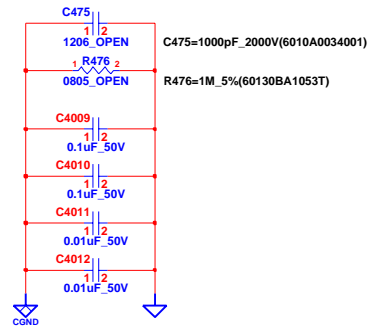 C475
1 2
1206_OPEN
C475=1000pF_2000V(6010A0034001)
1 R476 2
0805_OPEN
R476=1M_5%(60130BA1053T)
C4009
1 2
0.1uF_50V
C4010
1 2
0.1uF_50V
C4011
1 2
0.01uF_50V
C4012
1 2
0.01uF_50V
CGND